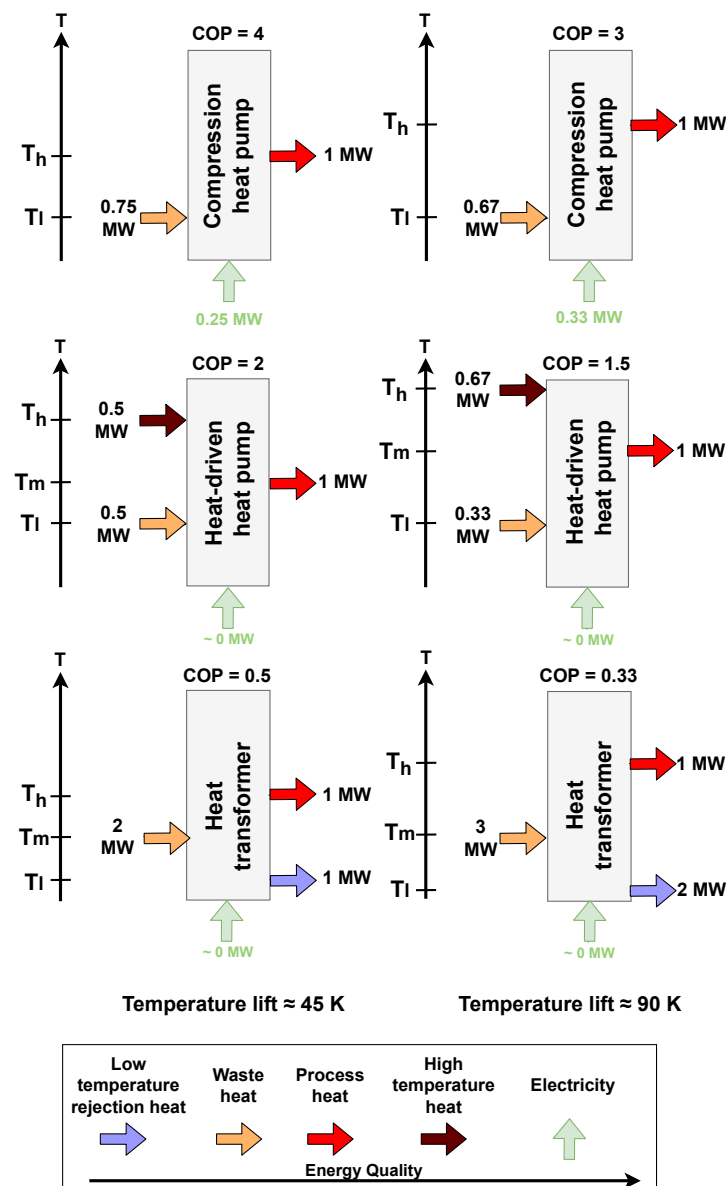 T
COP = 4
Th
Tl
0.75
MW
Compression
heat pump
1 MW
0.25 MW
T
COP = 3
Th
Tl
0.67
MW
Compression
heat pump
1 MW
0.33 MW
T
COP = 2
Th
Tm
Tl
0.5
MW
0.5
MW
Heat-driven
heat pump
1 MW
~ 0 MW
T
COP = 1.5
Th
Tm
Tl
0.67
MW
0.33
MW
Heat-driven
heat pump
1 MW
~ 0 MW
T
COP = 0.5
Th
Tm
Tl
2
MW
Heat
transformer
1 MW
1 MW
~ 0 MW
T
COP = 0.33
Th
Tm
Tl
3
MW
Heat
transformer
1 MW
2 MW
~ 0 MW
Temperature lift ≈ 45 K
Temperature lift ≈ 90 K
Low
temperature
rejection heat
Waste
heat
Process
heat
High
temperature
heat
Electricity
Energy Quality